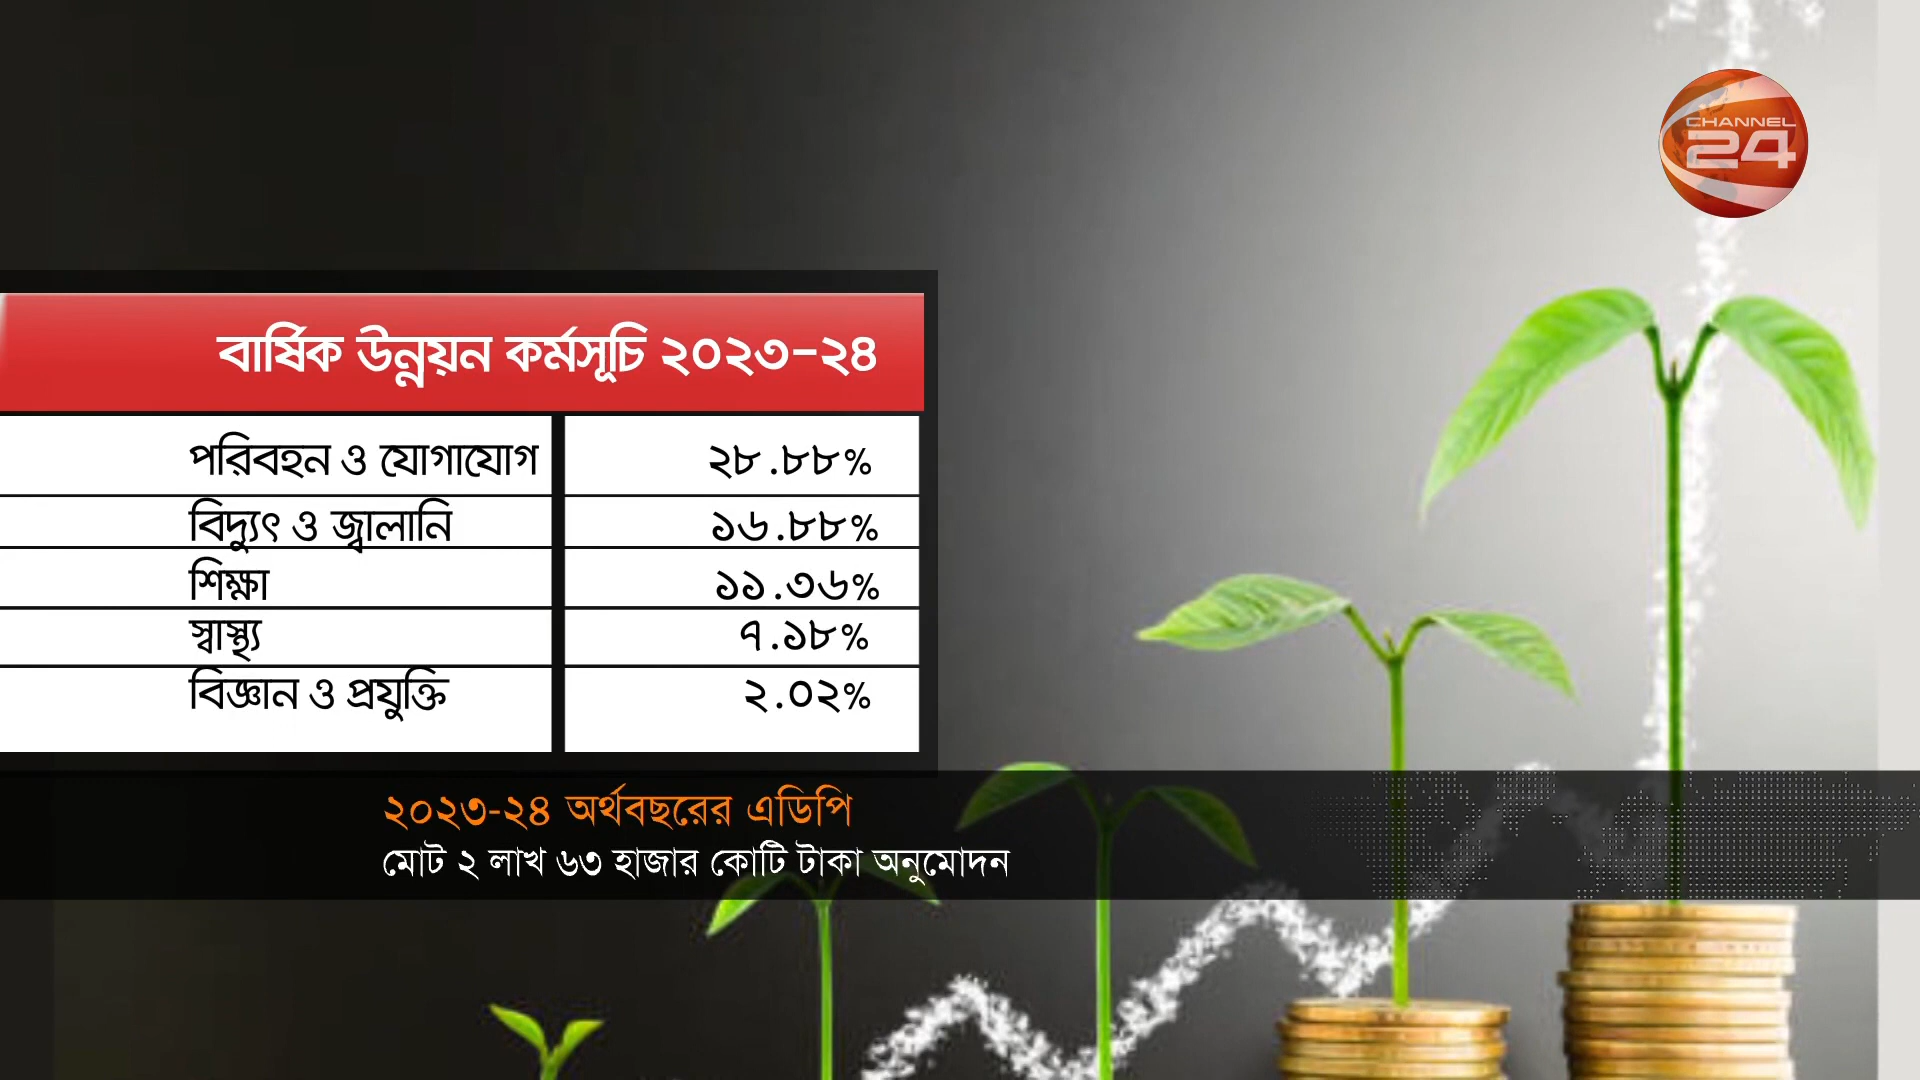 CHANNEL
24
বার্ষিক উন্নয়ন কর্মসূচি ২০২৩-২৪
পরিবহন ও যোগাযোগ ২৮.৮৮%
বিদ্যুৎ ও জ্বালানি ১৬.৮৮%
শিক্ষা ১১.৩৬%
স্বাস্থ্য ৭.১৮%
বিজ্ঞান ও প্রযুক্তি ২.০২%
২০২৩-২৪ অর্থবছরের এডিপি
মোট ২ লাখ ৬৩ হাজার কোটি টাকা অনুমোদন